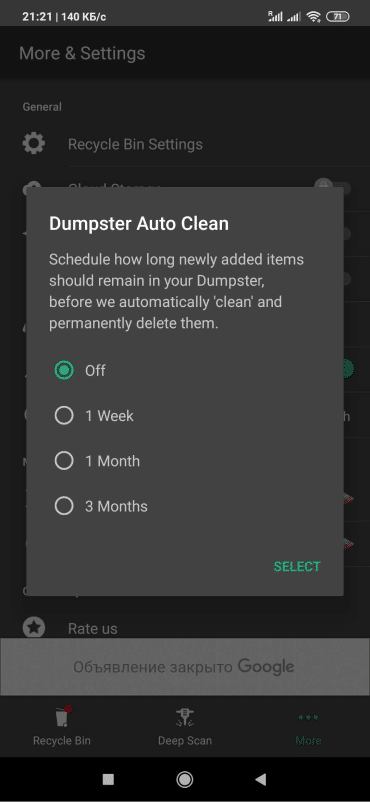 21:21 | 140 КБ/с
R
71
More & Settings
General
Recycle Bin Settings
Cloud Storage
Dumpster Auto Clean
Schedule how long newly added items
should remain in your Dumpster,
before we automatically 'clean' and
permanently delete them.
Off
1 Week
1 Month
3 Months
SELECT
Rate us
Объявление закрыто Google
Recycle Bin
Deep Scan
More